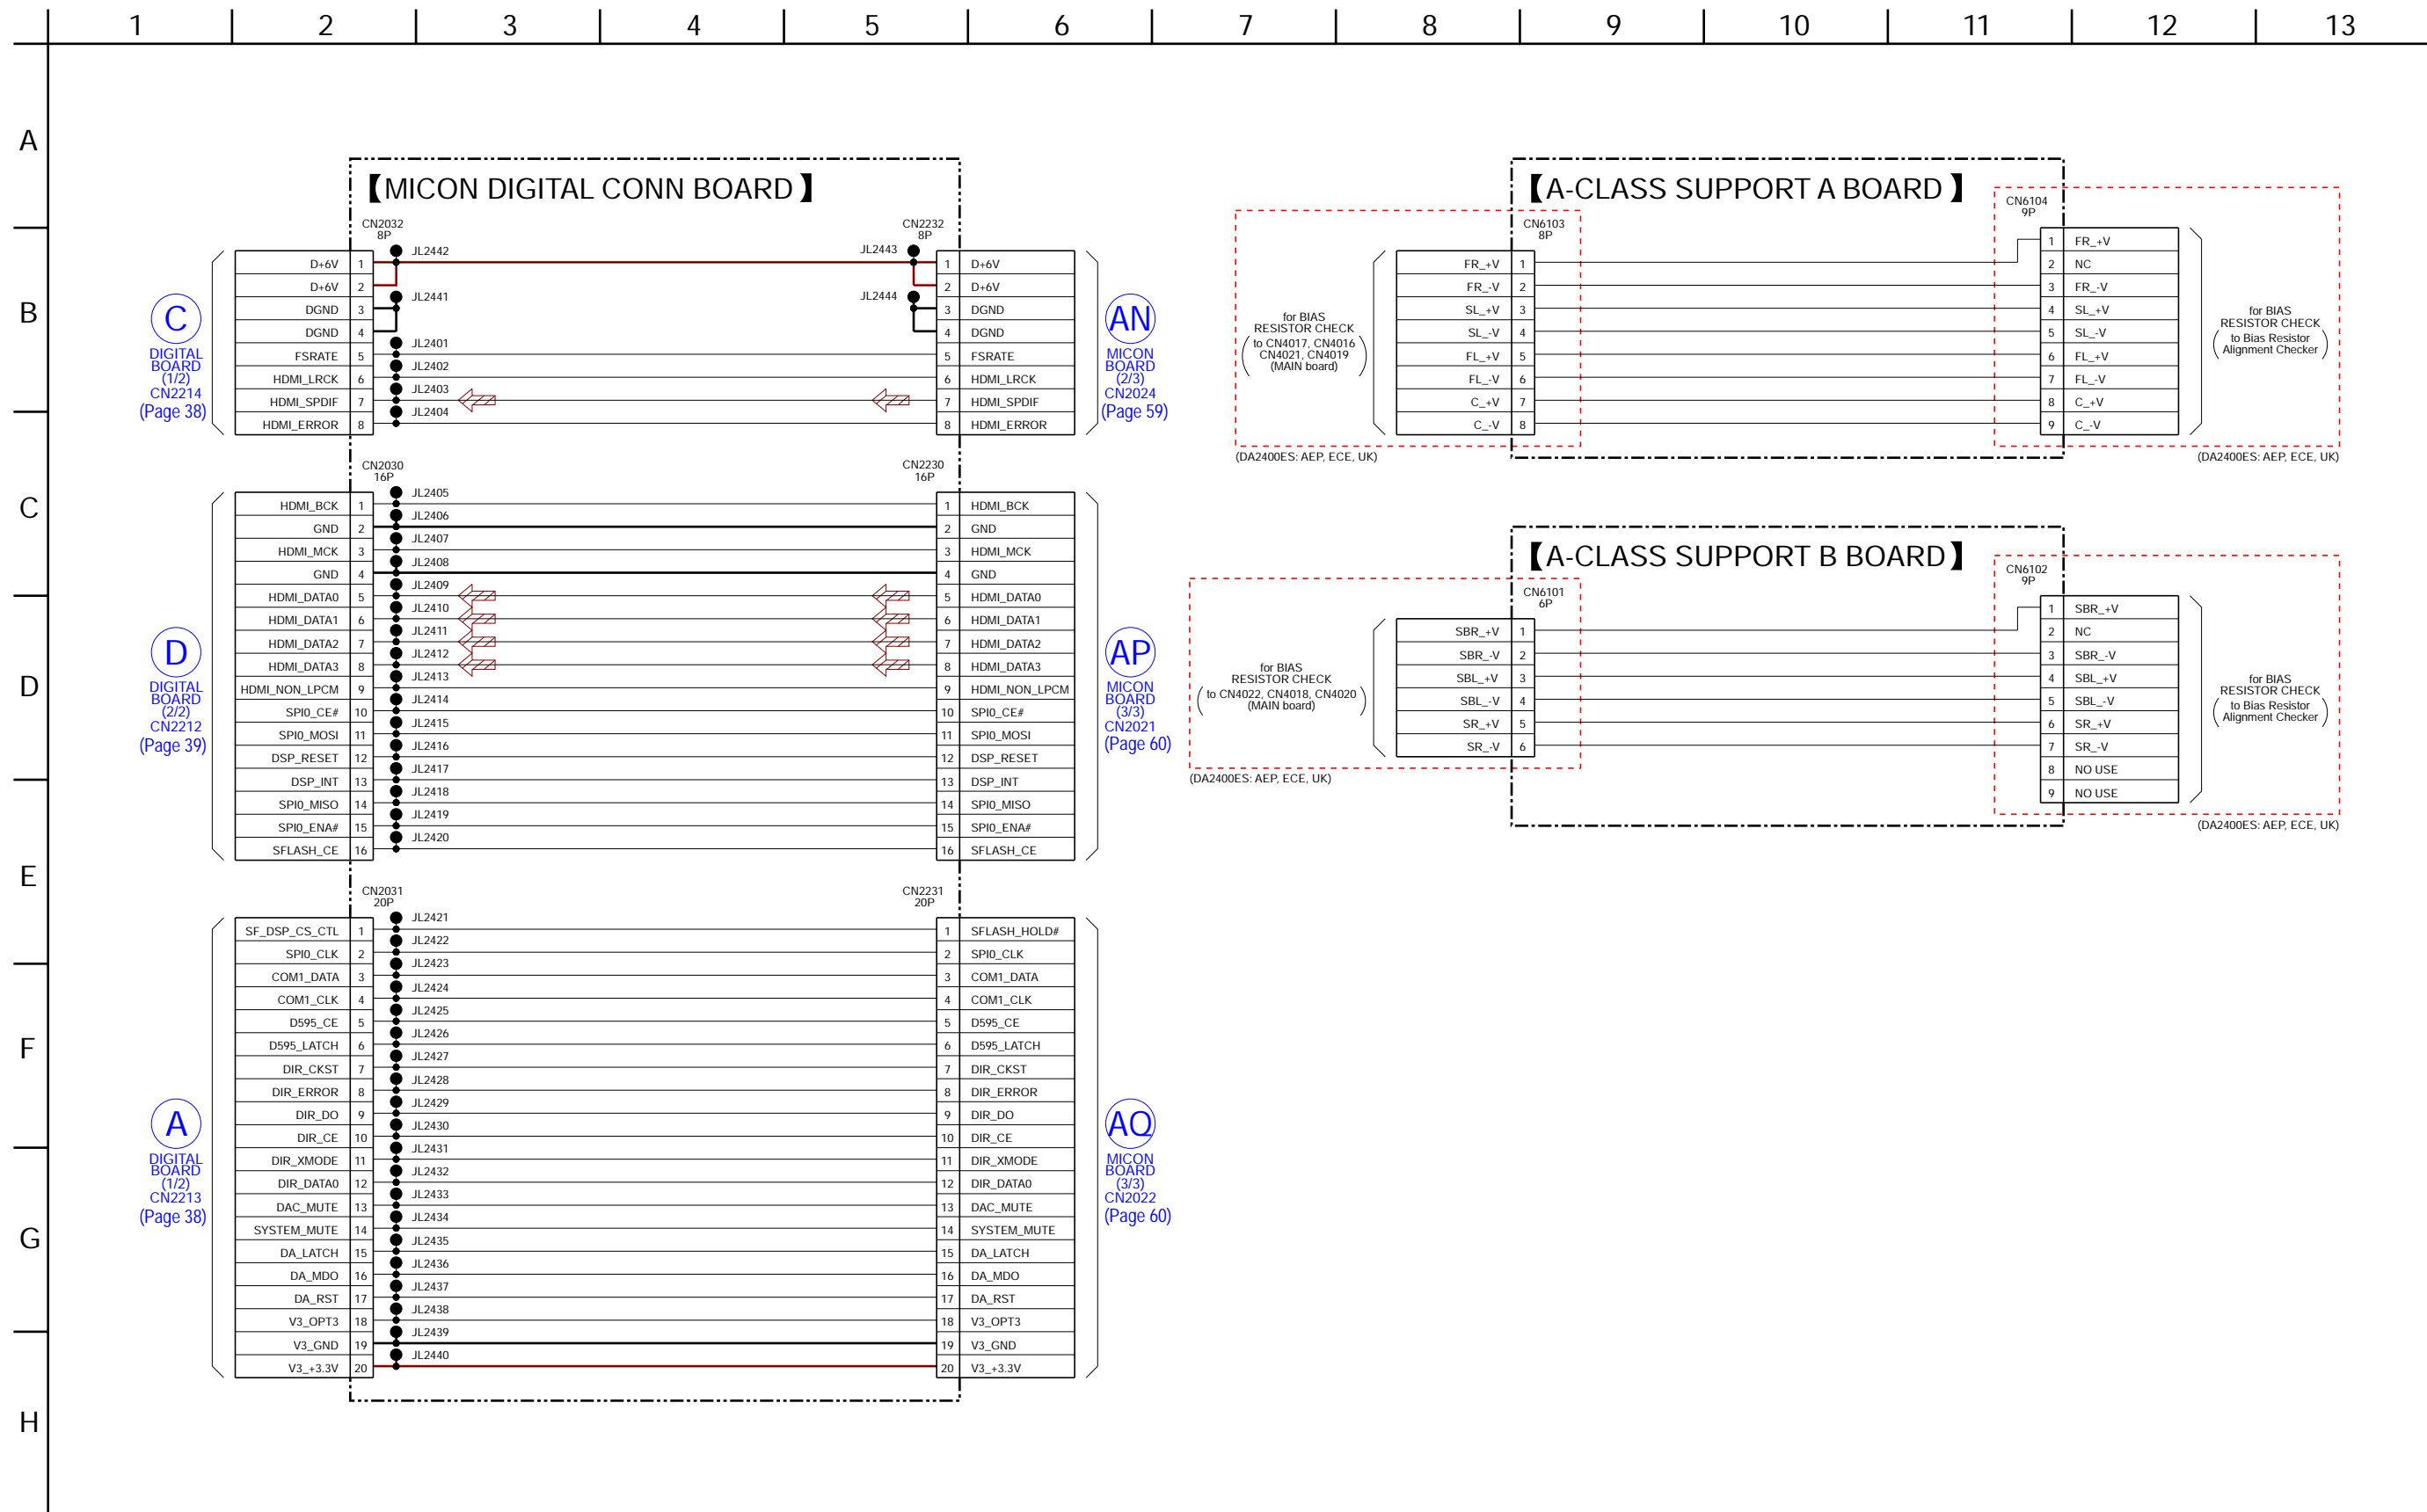 1 2 3 4 5 6 7 8 9 10 11 12 13
A
B
C
D
E
F
G
H
【MICON DIGITAL CONN BOARD】
CN2032
8P
CN2232
8P
JL2442
JL2443
D+6V 1
1 D+6V
D+6V 2
2 D+6V
JL2441
JL2444
DGND 3
3 DGND
DGND 4
4 DGND
JL2401
FSRATE 5
5 FSRATE
JL2402
HDMI_LRCK 6
6 HDMI_LRCK
JL2403
HDMI_SPDIF 7
7 HDMI_SPDIF
JL2404
HDMI_ERROR 8
8 HDMI_ERROR
C
DIGITAL
BOARD
(1/2)
CN2214
(Page 38)
AN
MICON
BOARD
(2/3)
CN2024
(Page 59)
CN2030
16P
CN2230
16P
JL2405
HDMI_BCK 1
1 HDMI_BCK
JL2406
GND 2
2 GND
JL2407
HDMI_MCK 3
3 HDMI_MCK
JL2408
GND 4
4 GND
JL2409
HDMI_DATA0 5
5 HDMI_DATA0
JL2410
HDMI_DATA1 6
6 HDMI_DATA1
JL2411
HDMI_DATA2 7
7 HDMI_DATA2
JL2412
HDMI_DATA3 8
8 HDMI_DATA3
JL2413
HDMI_NON_LPCM 9
9 HDMI_NON_LPCM
JL2414
SPI0_CE# 10
10 SPI0_CE#
JL2415
SPI0_MOSI 11
11 SPI0_MOSI
JL2416
DSP_RESET 12
12 DSP_RESET
JL2417
DSP_INT 13
13 DSP_INT
JL2418
SPI0_MISO 14
14 SPI0_MISO
JL2419
SPI0_ENA# 15
15 SPI0_ENA#
JL2420
SFLASH_CE 16
16 SFLASH_CE
D
DIGITAL
BOARD
(2/2)
CN2212
(Page 39)
AP
MICON
BOARD
(3/3)
CN2021
(Page 60)
CN2031
20P
CN2231
20P
JL2421
SF_DSP_CS_CTL 1
1 SFLASH_HOLD#
JL2422
SPI0_CLK 2
2 SPI0_CLK
JL2423
COM1_DATA 3
3 COM1_DATA
JL2424
COM1_CLK 4
4 COM1_CLK
JL2425
D595_CE 5
5 D595_CE
JL2426
D595_LATCH 6
6 D595_LATCH
JL2427
DIR_CKST 7
7 DIR_CKST
JL2428
DIR_ERROR 8
8 DIR_ERROR
JL2429
DIR_DO 9
9 DIR_DO
JL2430
DIR_CE 10
10 DIR_CE
JL2431
DIR_XMODE 11
11 DIR_XMODE
JL2432
DIR_DATA0 12
12 DIR_DATA0
JL2433
DAC_MUTE 13
13 DAC_MUTE
JL2434
SYSTEM_MUTE 14
14 SYSTEM_MUTE
JL2435
DA_LATCH 15
15 DA_LATCH
JL2436
DA_MDO 16
16 DA_MDO
JL2437
DA_RST 17
17 DA_RST
JL2438
V3_OPT3 18
18 V3_OPT3
JL2439
V3_GND 19
19 V3_GND
JL2440
V3_+3.3V 20
20 V3_+3.3V
A
DIGITAL
BOARD
(1/2)
CN2213
(Page 38)
AQ
MICON
BOARD
(3/3)
CN2022
(Page 60)
【A-CLASS SUPPORT A BOARD】
CN6103
8P
for BIAS
RESISTOR CHECK
(to CN4017, CN4016
CN4021, CN4019
(MAIN board))
FR_+V 1
FR_-V 2
SL_+V 3
SL_-V 4
FL_+V 5
FL_-V 6
C_+V 7
C_-V 8
(DA2400ES: AEP, ECE, UK)
CN6104
9P
1 FR_+V
2 NC
3 FR_-V
4 SL_+V
5 SL_-V
6 FL_+V
7 FL_-V
8 C_+V
9 C_-V
for BIAS
RESISTOR CHECK
(to Bias Resistor
Alignment Checker)
(DA2400ES: AEP, ECE, UK)
【A-CLASS SUPPORT B BOARD】
CN6101
6P
for BIAS
RESISTOR CHECK
(to CN4022, CN4018, CN4020
(MAIN board))
SBR_+V 1
SBR_-V 2
SBL_+V 3
SBL_-V 4
SR_+V 5
SR_-V 6
(DA2400ES: AEP, ECE, UK)
CN6102
9P
1 SBR_+V
2 NC
3 SBR_-V
4 SBL_+V
5 SBL_-V
6 SR_+V
7 SR_-V
8 NO USE
9 NO USE
for BIAS
RESISTOR CHECK
(to Bias Resistor
Alignment Checker)
(DA2400ES: AEP, ECE, UK)